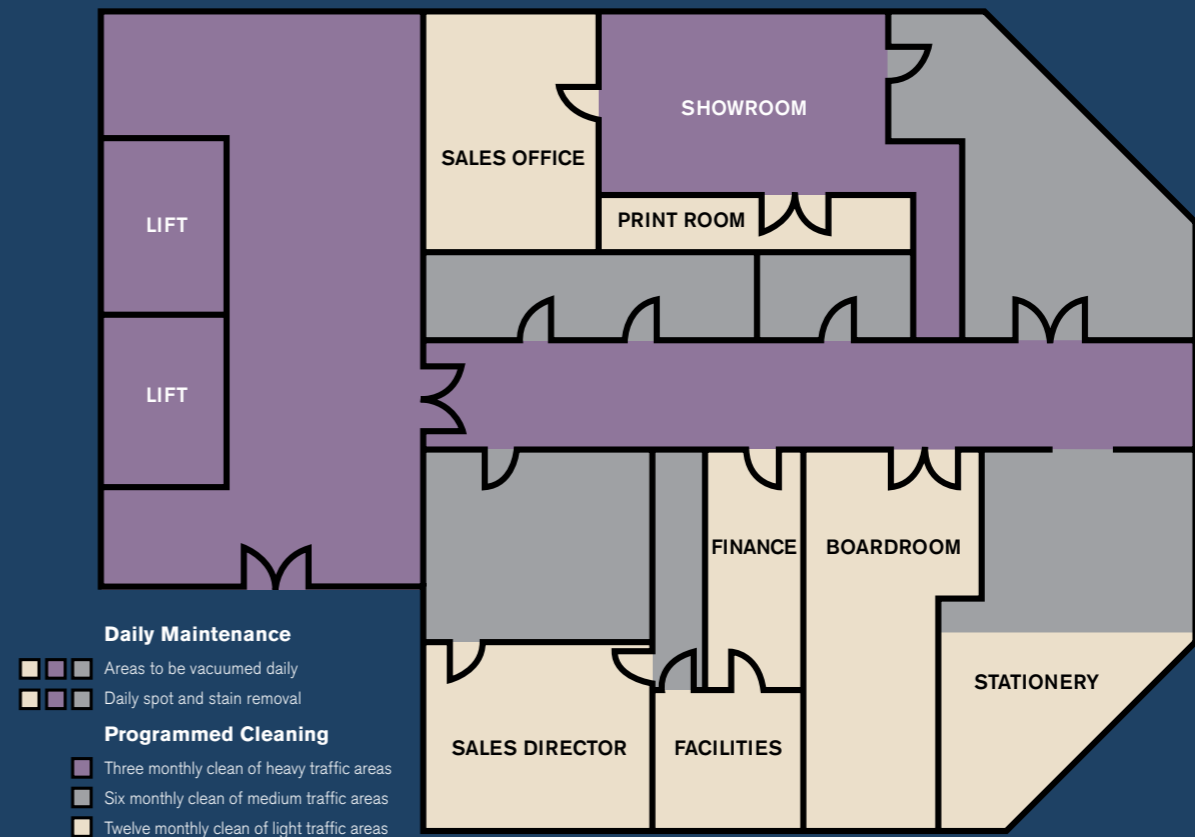 SHOWROOM
SALES OFFICE
PRINT ROOM
LIFT
LIFT
FINANCE
BOARDROOM
STATIONERY
SALES DIRECTOR
FACILITIES
Daily Maintenance
Areas to be vacuumed daily
Daily spot and stain removal
Programmed Cleaning
Three monthly clean of heavy traffic areas
Six monthly clean of medium traffic areas
Twelve monthly clean of light traffic areas